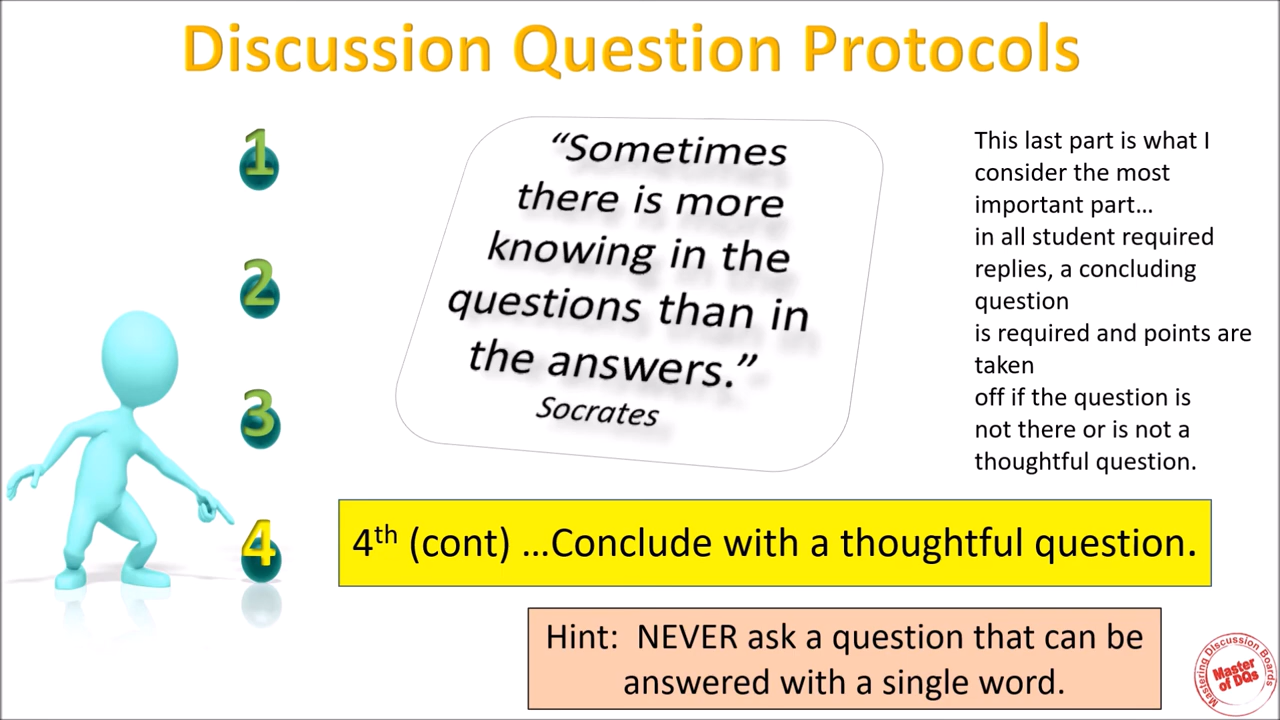 Discussion Question Protocols
1
2
3
4
“Sometimes
there is more
knowing in the
questions than in
the answers.”
Socrates
This last part is what I
consider the most
important part…
in all student required
replies, a concluding
question
is required and points are
taken
off if the question is
not there or is not a
thoughtful question.
4th (cont) …Conclude with a thoughtful question.
Hint:  NEVER ask a question that can be
answered with a single word.
Mastering Discussion Boards
Master
of DQs